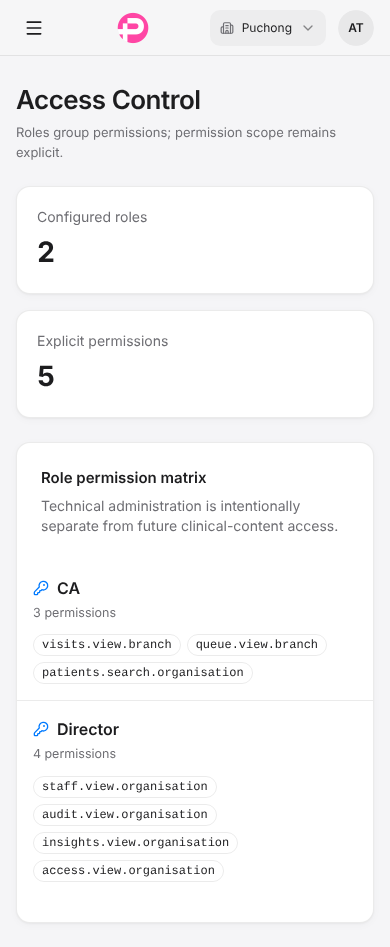 Puchong
AT
Access Control
Roles group permissions; permission scope remains
explicit.
Configured roles
2
Explicit permissions
5
Role permission matrix
Technical administration is intentionally
separate from future clinical-content access.
CA
3 permissions
visits.view.branch queue.view.branch
patients.search.organisation
Director
4 permissions
staff.view.organisation
audit.view.organisation
insights.view.organisation
access.view.organisation